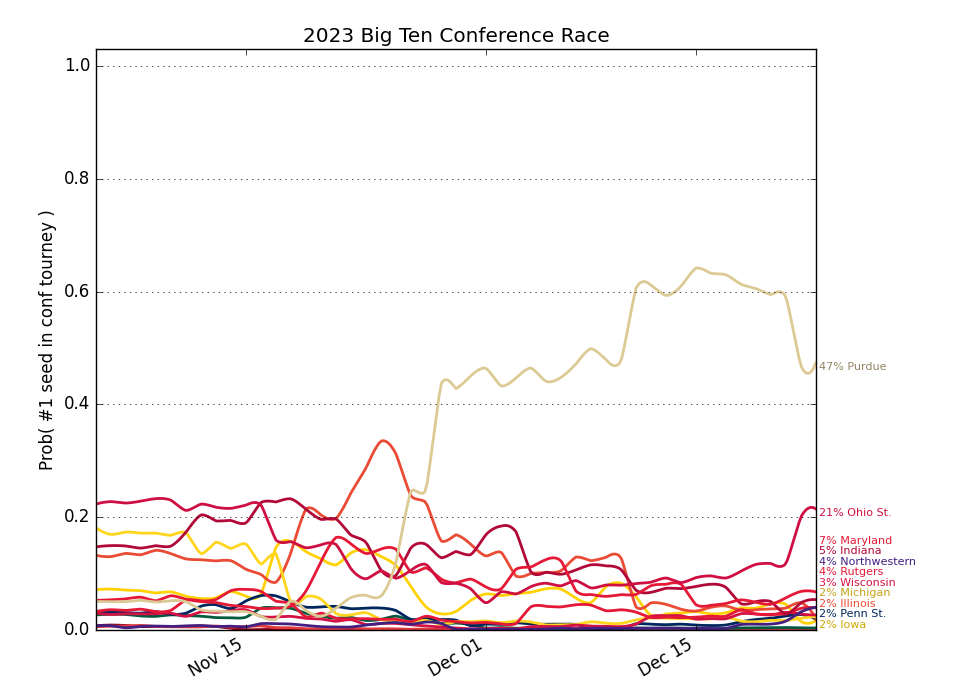 2023 Big Ten Conference Race
Prob( #1 seed in conf tourney )
1.0
0.8
0.6
0.4
0.2
0.0
Nov 15
Dec 01
Dec 15
47% Purdue
21% Ohio St.
7% Maryland
5% Indiana
4% Northwestern
4% Rutgers
3% Wisconsin
2% Michigan
2% Illinois
2% Penn St.
2% Iowa